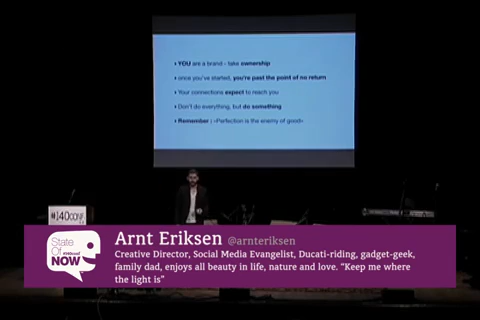 › YOU are a brand – take ownership
› once you've started, you're past the point of no return
› Your connections expect to reach you
› Don't do everything, but do something
› Remember | «Perfection is the enemy of good»
#140CONF
State
Of
#140conf
NOW
Arnt Eriksen @arnteriksen
Creative Director, Social Media Evangelist, Ducati-riding, gadget-geek,
family dad, enjoys all beauty in life, nature and love. "Keep me where
the light is"